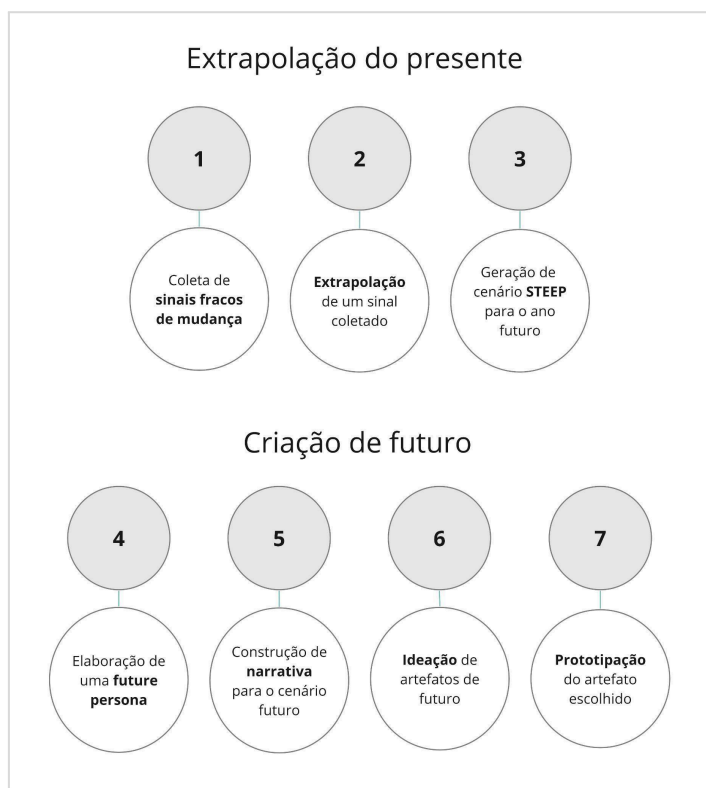 Extrapolação do presente
1
2
3
Coleta de
sinais fracos
de mudança
Extrapolação
de um sinal
coletado
Geração de
cenário STEEP
para o ano
futuro
Criação de futuro
4
5
6
7
Elaboração de
uma future
persona
Construção de
narrativa
para o cenário
futuro
Ideação de
artefatos de
futuro
Prototipação
do artefato
escolhido